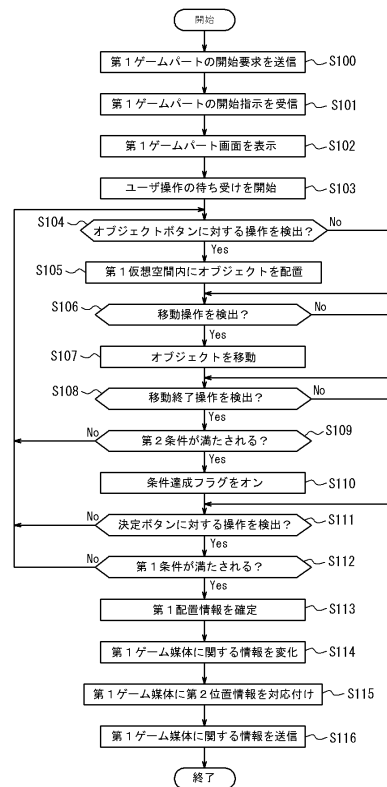 開始
第1ゲームパートの開始要求を送信 S100
第1ゲームパートの開始指示を受信 S101
第1ゲームパート画面を表示 S102
ユーザ操作の待ち受けを開始 S103
S104 オブジェクトボタンに対する操作を検出? No
Yes
S105 第1仮想空間内にオブジェクトを配置
S106 移動操作を検出? No
Yes
S107 オブジェクトを移動
S108 移動終了操作を検出? No
Yes
No 第2条件が満たされる? S109
Yes
条件達成フラグをオン S110
No 決定ボタンに対する操作を検出? S111
Yes
No 第1条件が満たされる? S112
Yes
第1配置情報を確定 S113
第1ゲーム媒体に関する情報を変化 S114
第1ゲーム媒体に第2位置情報を対応付け S115
第1ゲーム媒体に関する情報を送信 S116
終了